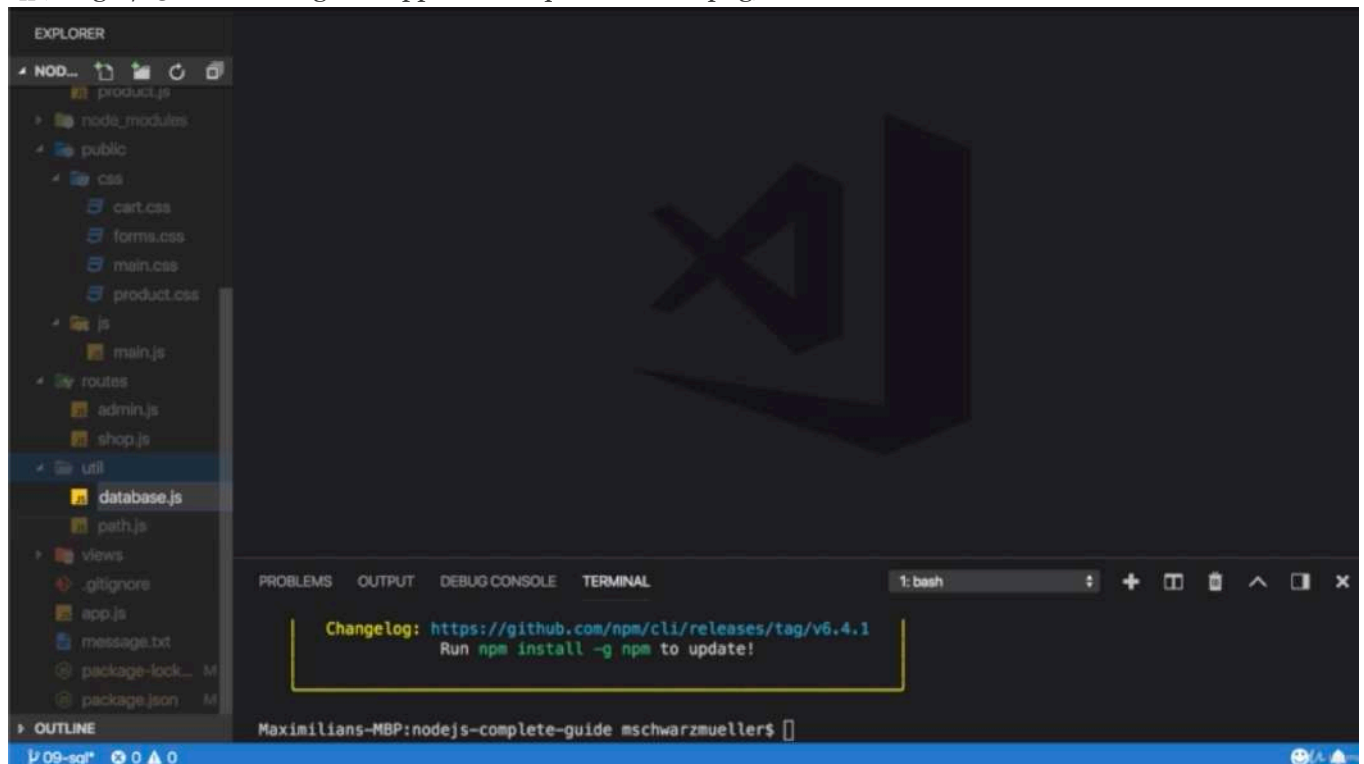 EXPLORER
NOD...
product.js
node_modules
public
css
cart.css
forms.css
main.css
product.css
js
main.js
routes
admin.js
shop.js
util
database.js
path.js
views
.gitignore
app.js
message.txt
package-lock... M
package.json M
OUTLINE
PROBLEMS OUTPUT DEBUG CONSOLE TERMINAL 1: bash
Changelog: https://github.com/npm/cli/releases/tag/v6.4.1
Run npm install -g npm to update!
Maximilians-MBP:nodejs-complete-guide mschwarzmueller$
09-sql* 0 0